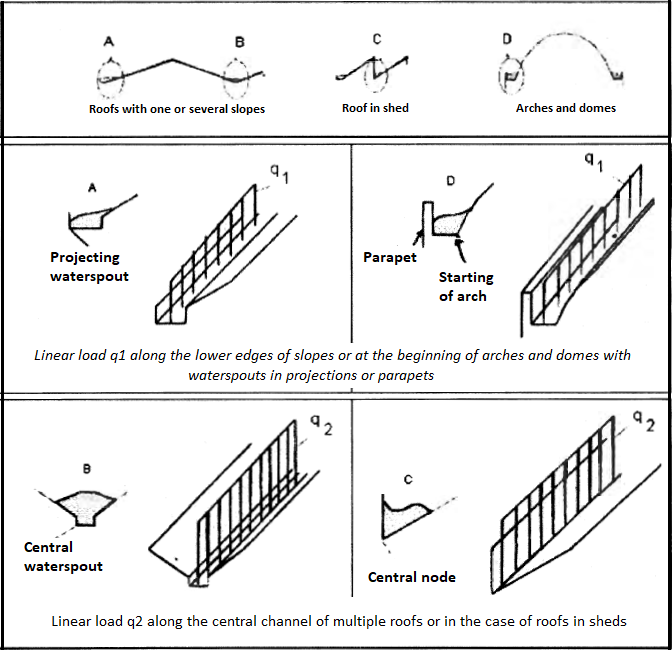 A B C D
Roofs with one or several slopes Roof in shed Arches and domes
A q1
Projecting
waterspout
D q1
Parapet Starting
of arch
Linear load q1 along the lower edges of slopes or at the beginning of arches and domes with
waterspouts in projections or parapets
B q2
Central
waterspout
C q2
Central node
Linear load q2 along the central channel of multiple roofs or in the case of roofs in sheds